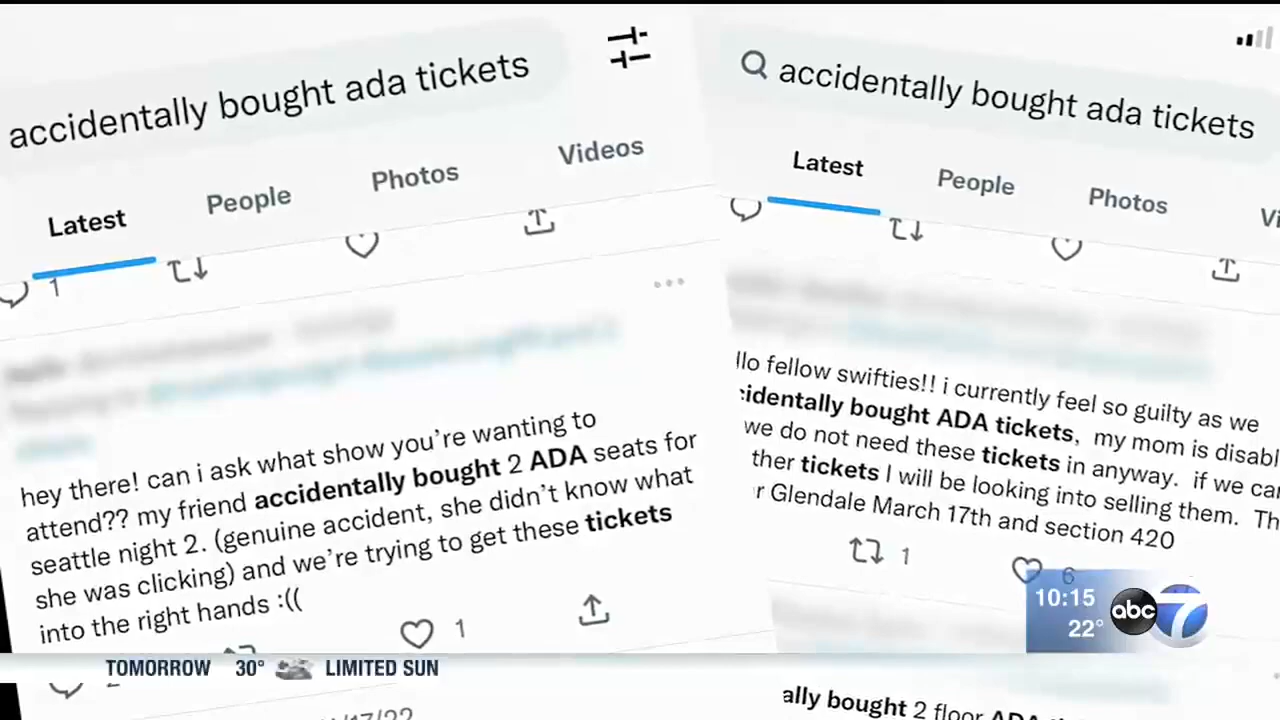 accidentally bought ada tickets
Latest
People
Photos
Videos
1
hey there! can i ask what show you're wanting to
attend?? my friend accidentally bought 2 ADA seats for
seattle night 2. (genuine accident, she didn't know what
she was clicking) and we're trying to get these tickets
into the right hands :((
1
accidentally bought ada tickets
Latest
People
Photos
Vi
llo fellow swifties!! i currently feel so guilty as we
cidentally bought ADA tickets, my mom is disabl
we do not need these tickets in anyway. if we can
ther tickets I will be looking into selling them. Th
r Glendale March 17th and section 420
1
6
ally bought 2 floor ADA
10:15
22°
abc 7
TOMORROW 30° LIMITED SUN